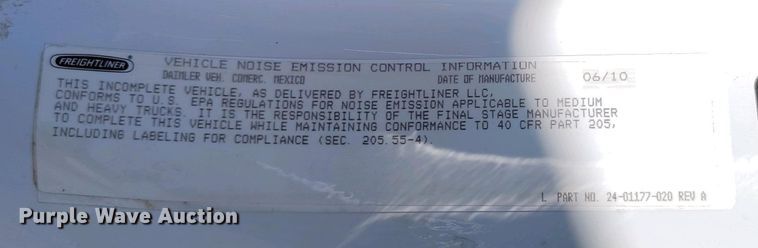 FREIGHTLINER
VEHICLE NOISE EMISSION CONTROL INFORMATION
DAIMLER VEH. COMERC. MEXICO DATE OF MANUFACTURE 06/10
THIS INCOMPLETE VEHICLE, AS DELIVERED BY FREIGHTLINER LLC,
CONFORMS TO U.S. EPA REGULATIONS FOR NOISE EMISSION APPLICABLE TO MEDIUM
AND HEAVY TRUCKS. IT IS THE RESPONSIBILITY OF THE FINAL STAGE MANUFACTURER
TO COMPLETE THIS VEHICLE WHILE MAINTAINING CONFORMANCE TO 40 CFR PART 205,
INCLUDING LABELING FOR COMPLIANCE (SEC. 205.55-4).
L PART NO. 24-01177-020 REV A
Purple Wave Auction